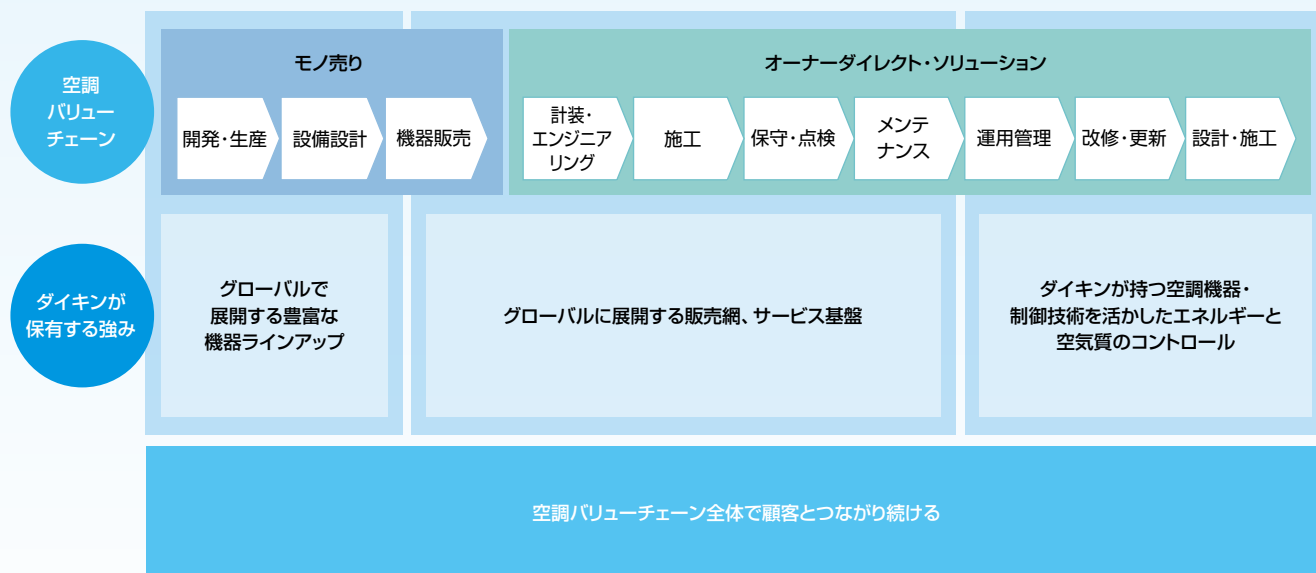 空調
バリュー
チェーン
モノ売り
開発・生産
設備設計
機器販売
オーナーダイレクト・ソリューション
計装・
エンジニア
リング
施工
保守・点検
メンテ
ナンス
運用管理
改修・更新
設計・施工
ダイキンが
保有する強み
グローバルで
展開する豊富な
機器ラインアップ
グローバルに展開する販売網、サービス基盤
ダイキンが持つ空調機器・
制御技術を活かしたエネルギーと
空気質のコントロール
空調バリューチェーン全体で顧客とつながり続ける